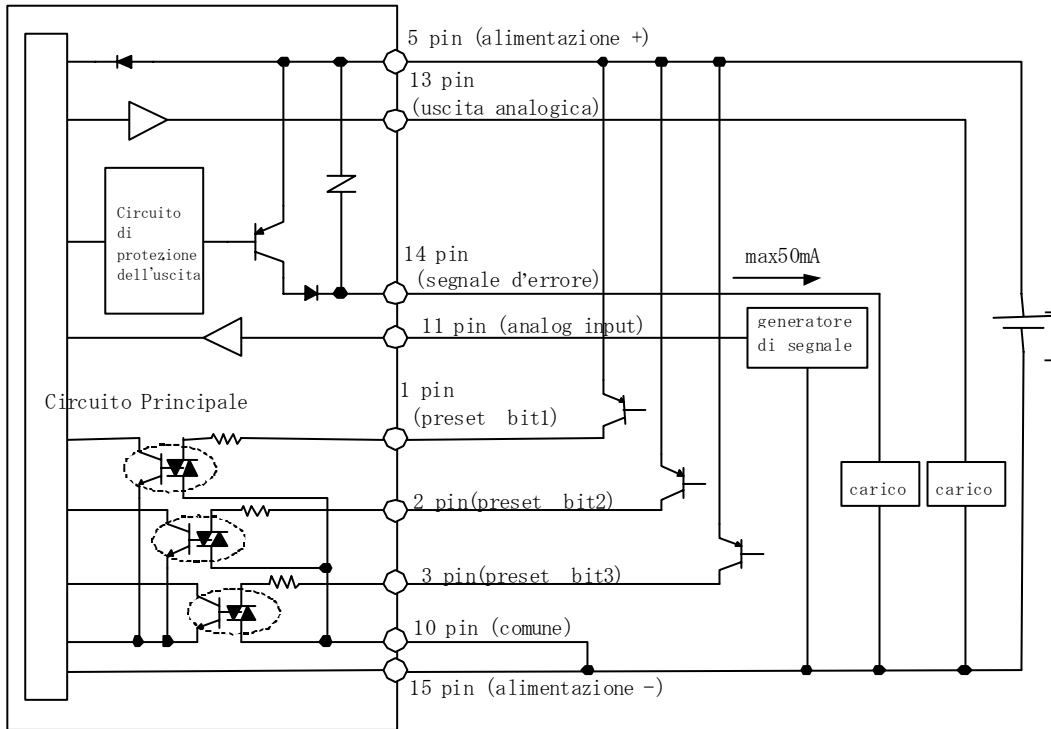 5 pin (alimentazione +)
13 pin
(uscita analogica)
Circuito
di
protezione
dell'uscita
14 pin
(segnale d'errore)
max50mA
11 pin (analog input)
generatore
di segnale
1 pin
(preset bit1)
Circuito Principale
2 pin(preset bit2)
carico
carico
3 pin(preset bit3)
10 pin (comune)
15 pin (alimentazione -)